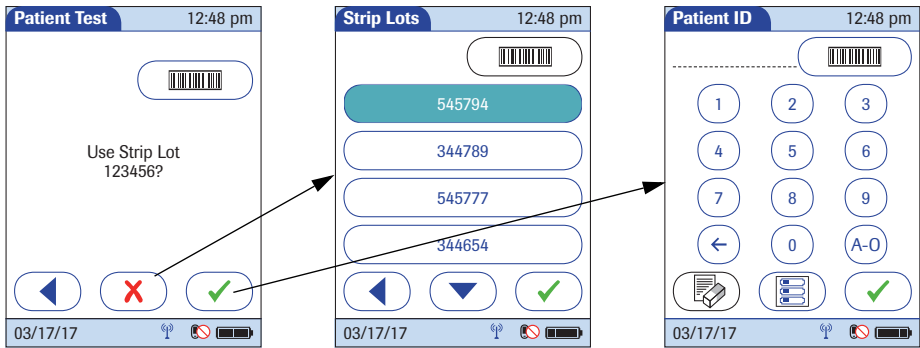 Patient Test 12:48 pm
Use Strip Lot
123456?
03/17/17
Strip Lots 12:48 pm
545794
344789
545777
344654
03/17/17
Patient ID 12:48 pm
1 2 3
4 5 6
7 8 9
0 A-O
03/17/17